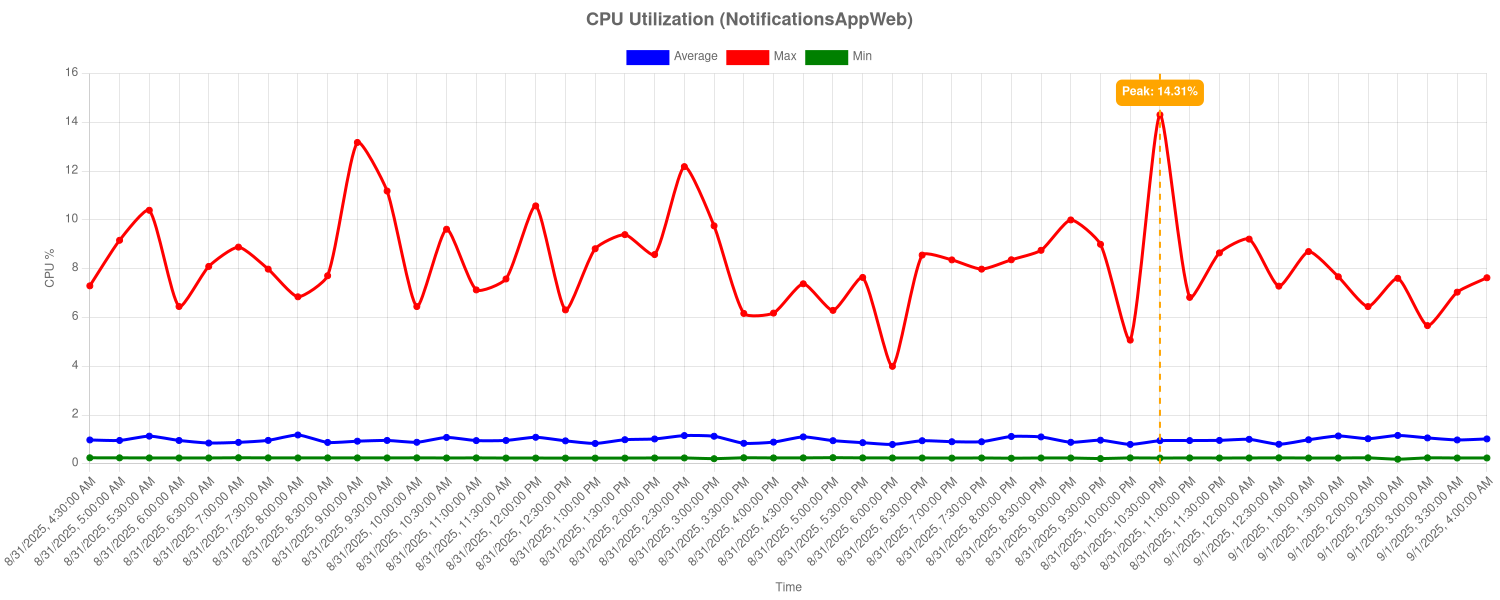 CPU Utilization (NotificationsAppWeb)
Average
Max
Min
16
14
12
10
8
6
4
2
0
CPU %
Peak: 14.31%
8/31/2025, 4:30:00 AM
8/31/2025, 5:00:00 AM
8/31/2025, 5:30:00 AM
8/31/2025, 6:00:00 AM
8/31/2025, 6:30:00 AM
8/31/2025, 7:00:00 AM
8/31/2025, 7:30:00 AM
8/31/2025, 8:00:00 AM
8/31/2025, 8:30:00 AM
8/31/2025, 9:00:00 AM
8/31/2025, 9:30:00 AM
8/31/2025, 10:00:00 AM
8/31/2025, 10:30:00 AM
8/31/2025, 11:00:00 AM
8/31/2025, 11:30:00 AM
8/31/2025, 12:00:00 PM
8/31/2025, 12:30:00 PM
8/31/2025, 1:00:00 PM
8/31/2025, 1:30:00 PM
8/31/2025, 2:00:00 PM
8/31/2025, 2:30:00 PM
8/31/2025, 3:00:00 PM
8/31/2025, 3:30:00 PM
8/31/2025, 4:00:00 PM
8/31/2025, 4:30:00 PM
8/31/2025, 5:00:00 PM
8/31/2025, 5:30:00 PM
8/31/2025, 6:00:00 PM
8/31/2025, 6:30:00 PM
8/31/2025, 7:00:00 PM
8/31/2025, 7:30:00 PM
8/31/2025, 8:00:00 PM
8/31/2025, 8:30:00 PM
8/31/2025, 9:00:00 PM
8/31/2025, 9:30:00 PM
8/31/2025, 10:00:00 PM
8/31/2025, 10:30:00 PM
8/31/2025, 11:00:00 PM
8/31/2025, 11:30:00 PM
9/1/2025, 12:00:00 AM
9/1/2025, 12:30:00 AM
9/1/2025, 1:00:00 AM
9/1/2025, 1:30:00 AM
9/1/2025, 2:00:00 AM
9/1/2025, 2:30:00 AM
9/1/2025, 3:00:00 AM
9/1/2025, 3:30:00 AM
9/1/2025, 4:00:00 AM
Time